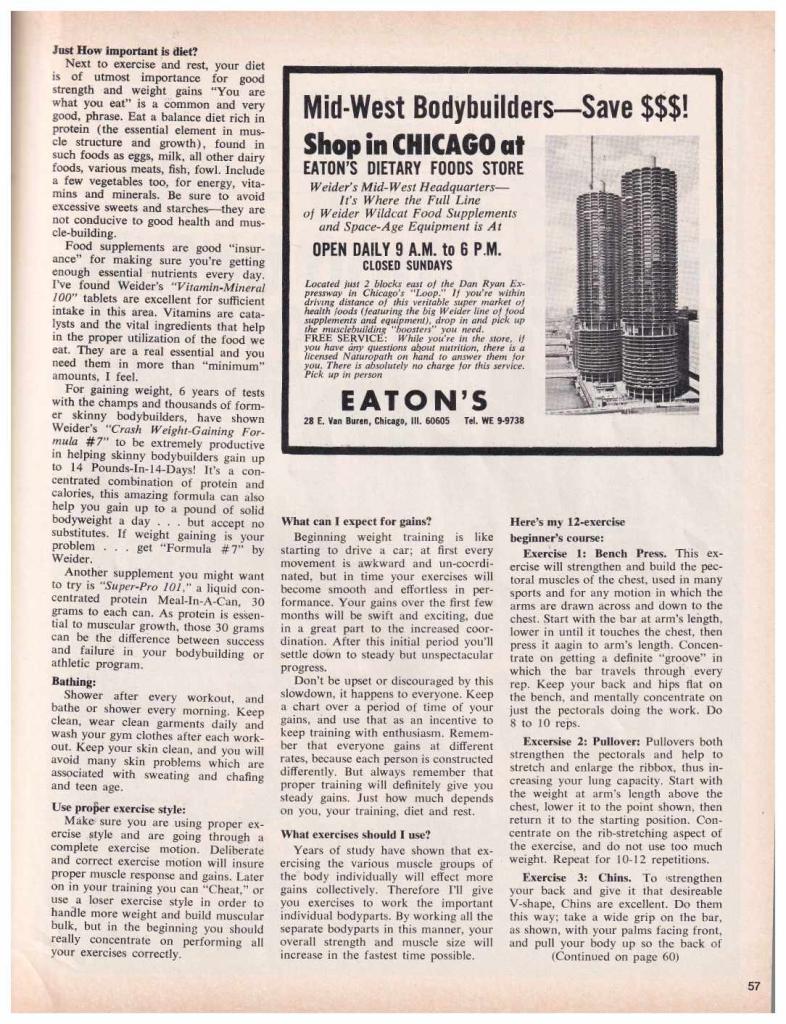 Just How important is diet?
Next to exercise and rest, your diet
is of utmost importance for good
strength and weight gains "You are
what you eat" is a common and very
good, phrase. Eat a balance diet rich in
protein (the essential element in mus-
cle structure and growth), found in
such foods as eggs, milk, all other dairy
foods, various meats, fish, fowl. Include
a few vegetables too, for energy, vita-
mins and minerals. Be sure to avoid
excessive sweets and starches—they are
not conducive to good health and mus-
cle-building.
Food supplements are good "insur-
ance" for making sure you're getting
enough essential nutrients every day.
I've found Weider's "Vitamin-Mineral
100" tablets are excellent for sufficient
intake in this area. Vitamins are cata-
lysts and the vital ingredients that help
in the proper utilization of the food we
eat. They are a real essential and you
need them in more than "minimum"
amounts, I feel.
For gaining weight, 6 years of tests
with the champs and thousands of form-
er skinny bodybuilders, have shown
Weider's "Crash Weight-Gaining For-
mula #7" to be extremely productive
in helping skinny bodybuilders gain up
to 14 Pounds-In-14-Days! It's a con-
centrated combination of protein and
calories, this amazing formula can also
help you gain up to a pound of solid
bodyweight a day . . . but accept no
substitutes. If weight gaining is your
problem . . . get "Formula #7" by
Weider.
Another supplement you might want
to try is "Super-Pro 101," a liquid con-
centrated protein Meal-In-A-Can, 30
grams to each can. As protein is essen-
tial to muscular growth, those 30 grams
can be the difference between success
and failure in your bodybuilding or
athletic program.
Bathing:
Shower after every workout, and
bathe or shower every morning. Keep
clean, wear clean garments daily and
wash your gym clothes after each work-
out. Keep your skin clean, and you will
avoid many skin problems which are
associated with sweating and chafing
and teen age.
Use proper exercise style:
Make sure you are using proper ex-
ercise style and are going through a
complete exercise motion. Deliberate
and correct exercise motion will insure
proper muscle response and gains. Later
on in your training you can "Cheat," or
use a loser exercise style in order to
handle more weight and build muscular
bulk, but in the beginning you should
really concentrate on performing all
your exercises correctly.
Mid-West Bodybuilders—Save $$$!
Shop in CHICAGO at
EATON'S DIETARY FOODS STORE
Weider's Mid-West Headquarters—
It's Where the Full Line
of Weider Wildcat Food Supplements
and Space-Age Equipment is At
OPEN DAILY 9 A.M. to 6 P.M.
CLOSED SUNDAYS
Located just 2 blocks east of the Dan Ryan Ex-
pressway in Chicago's "Loop." If you're within
driving distance of this veritable super market of
health foods (featuring the big Weider line of food
supplements and equipment), drop in and pick up
the musclebuilding "boosters" you need.
FREE SERVICE: While you're in the store, if
you have any questions about nutrition, there is a
licensed Naturopath on hand to answer them for
you. There is absolutely no charge for this service.
Pick up in person
EATON'S
28 E. Van Buren, Chicago, Ill. 60605 Tel. WE 9-9738
What can I expect for gains?
Beginning weight training is like
starting to drive a car; at first every
movement is awkward and un-coordi-
nated, but in time your exercises will
become smooth and effortless in per-
formance. Your gains over the first few
months will be swift and exciting, due
in a great part to the increased coor-
dination. After this initial period you'll
settle down to steady but unspectacular
progress.
Don't be upset or discouraged by this
slowdown, it happens to everyone. Keep
a chart over a period of time of your
gains, and use that as an incentive to
keep training with enthusiasm. Remem-
ber that everyone gains at different
rates, because each person is constructed
differently. But always remember that
proper training will definitely give you
steady gains. Just how much depends
on you, your training, diet and rest.
What exercises should I use?
Years of study have shown that ex-
ercising the various muscle groups of
the body individually will effect more
gains collectively. Therefore I'll give
you exercises to work the important
individual bodyparts. By working all the
separate bodyparts in this manner, your
overall strength and muscle size will
increase in the fastest time possible.
Here's my 12-exercise
beginner's course:
Exercise 1: Bench Press. This ex-
ercise will strengthen and build the pec-
toral muscles of the chest, used in many
sports and for any motion in which the
arms are drawn across and down to the
chest. Start with the bar at arm's length,
lower in until it touches the chest, then
press it aagin to arm's length. Concen-
trate on getting a definite "groove" in
which the bar travels through every
rep. Keep your back and hips flat on
the bench, and mentally concentrate on
just the pectorals doing the work. Do
8 to 10 reps.
Excersise 2: Pullover: Pullovers both
strengthen the pectorals and help to
stretch and enlarge the ribbox, thus in-
creasing your lung capacity. Start with
the weight at arm's length above the
chest, lower it to the point shown, then
return it to the starting position. Con-
centrate on the rib-stretching aspect of
the exercise, and do not use too much
weight. Repeat for 10-12 repetitions.
Exercise 3: Chins. To strengthen
your back and give it that desireable
V-shape, Chins are excellent. Do them
this way; take a wide grip on the bar,
as shown, with your palms facing front,
and pull your body up so the back of
(Continued on page 60)
57